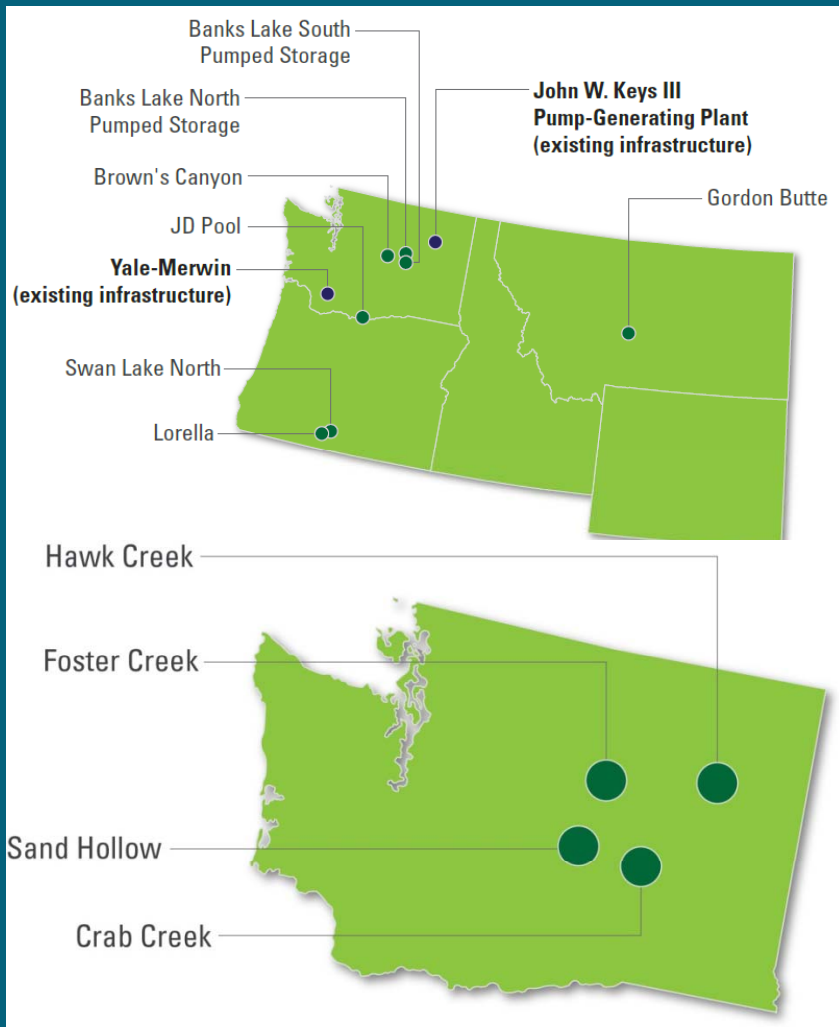 Banks Lake South
Pumped Storage
Banks Lake North
Pumped Storage
Brown's Canyon
JD Pool
Yale-Merwin
(existing infrastructure)
Swan Lake North
Lorella
John W. Keys III
Pump-Generating Plant
(existing infrastructure)
Gordon Butte
Hawk Creek
Foster Creek
Sand Hollow
Crab Creek